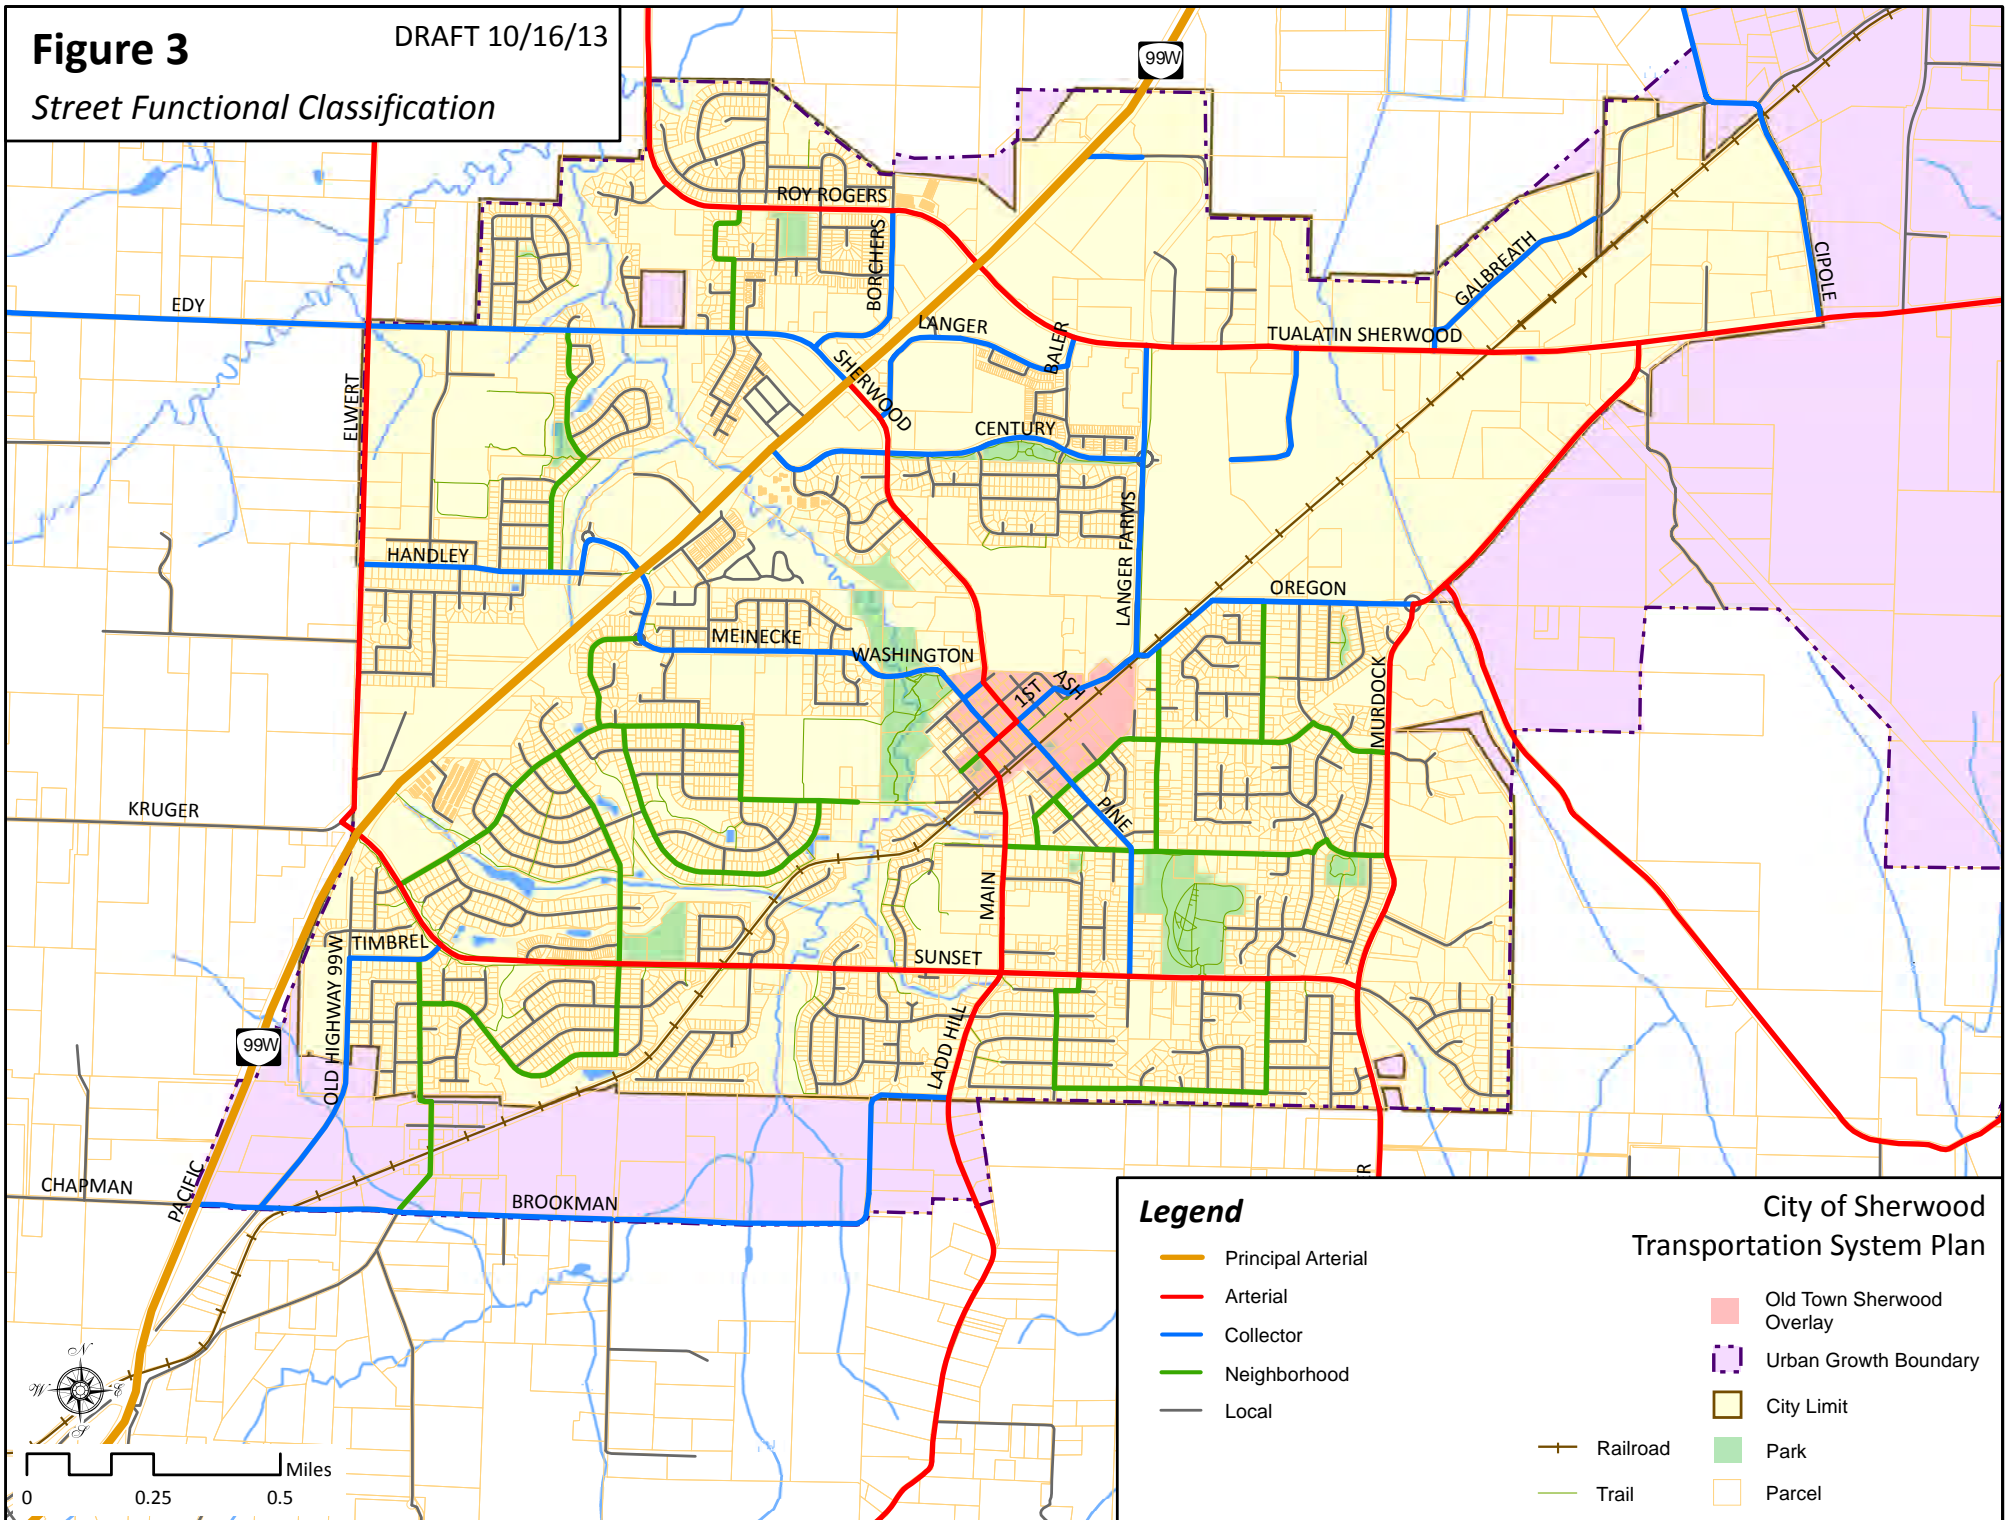 Figure 3
DRAFT 10/16/13
Street Functional Classification
99W
ROY ROGERS
BORCHERS
EDY
LANGER
BALER
SHERWOOD
TUALATIN SHERWOOD
GALBREATH
CIPOLE
ELWERT
CENTURY
HANDLEY
LANGER FARMS
OREGON
MEINECKE
WASHINGTON
1ST
ASH
MURDOCK
KRUGER
PINE
MAIN
TIMBREL
SUNSET
OLD HIGHWAY 99W
LADD HILL
99W
CHAPMAN
PACIFIC
BROOKMAN
ER
N
W
E
S
Miles
0
0.25
0.5
Legend
City of Sherwood
Transportation System Plan
Principal Arterial
Arterial
Collector
Neighborhood
Local
Railroad
Trail
Old Town Sherwood
Overlay
Urban Growth Boundary
City Limit
Park
Parcel